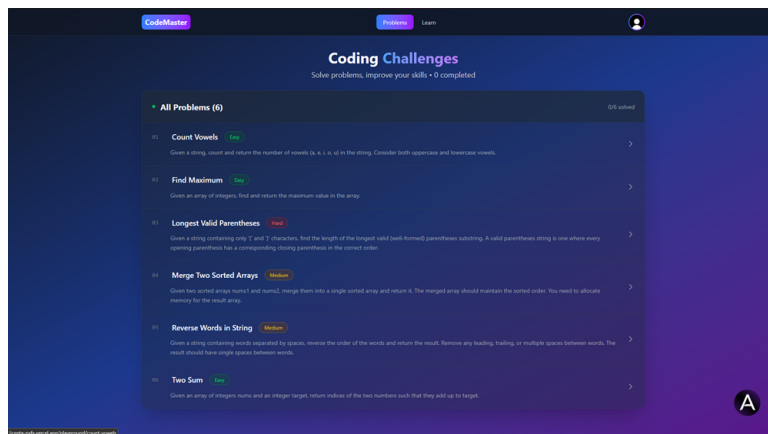 CodeMaster
Problems
Learn
Coding Challenges
Solve problems, improve your skills • 0 completed
All Problems (6)
0/6 solved
01
Count Vowels
Easy
Given a string, count and return the number of vowels (a, e, i, o, u) in the string. Consider both uppercase and lowercase vowels.
02
Find Maximum
Easy
Given an array of integers, find and return the maximum value in the array.
03
Longest Valid Parentheses
Hard
Given a string containing only '(' and ')' characters, find the length of the longest valid (well-formed) parentheses substring. A valid parentheses string is one where every
opening parenthesis has a corresponding closing parenthesis in the correct order.
04
Merge Two Sorted Arrays
Medium
Given two sorted arrays nums1 and nums2, merge them into a single sorted array and return it. The merged array should maintain the sorted order. You need to allocate
memory for the result array.
05
Reverse Words in String
Medium
Given a string containing words separated by spaces, reverse the order of the words and return the result. Remove any leading, trailing, or multiple spaces between words. The
result should have single spaces between words.
06
Two Sum
Easy
Given an array of integers nums and an integer target, return indices of the two numbers such that they add up to target.
A